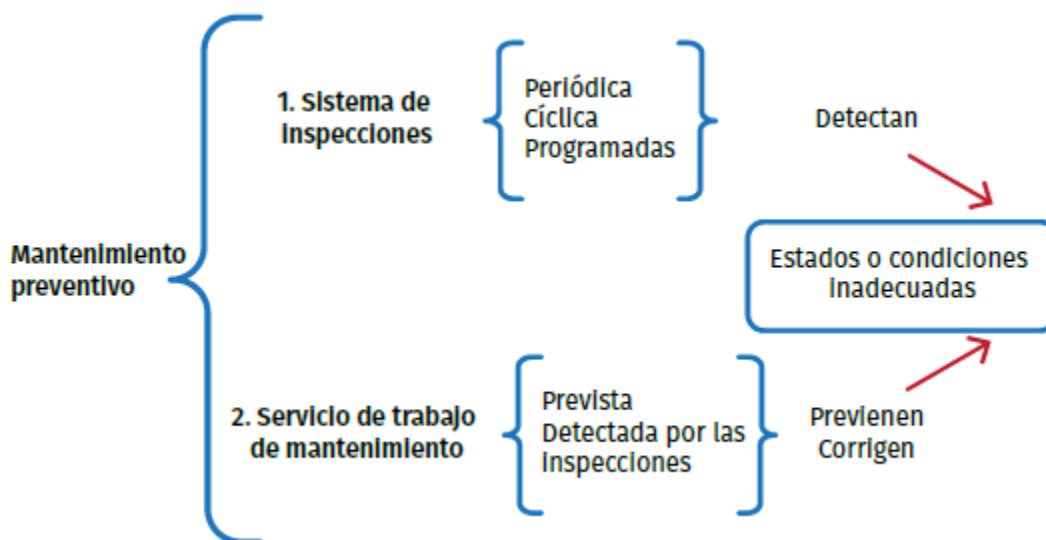 1. Sistema de
inspecciones
Periódica
Cíclica
Programadas
Detectan
Mantenimiento
preventivo
Estados o condiciones
inadecuadas
2. Servicio de trabajo
de mantenimiento
Prevista
Detectada por las
inspecciones
Previenen
Corrigen